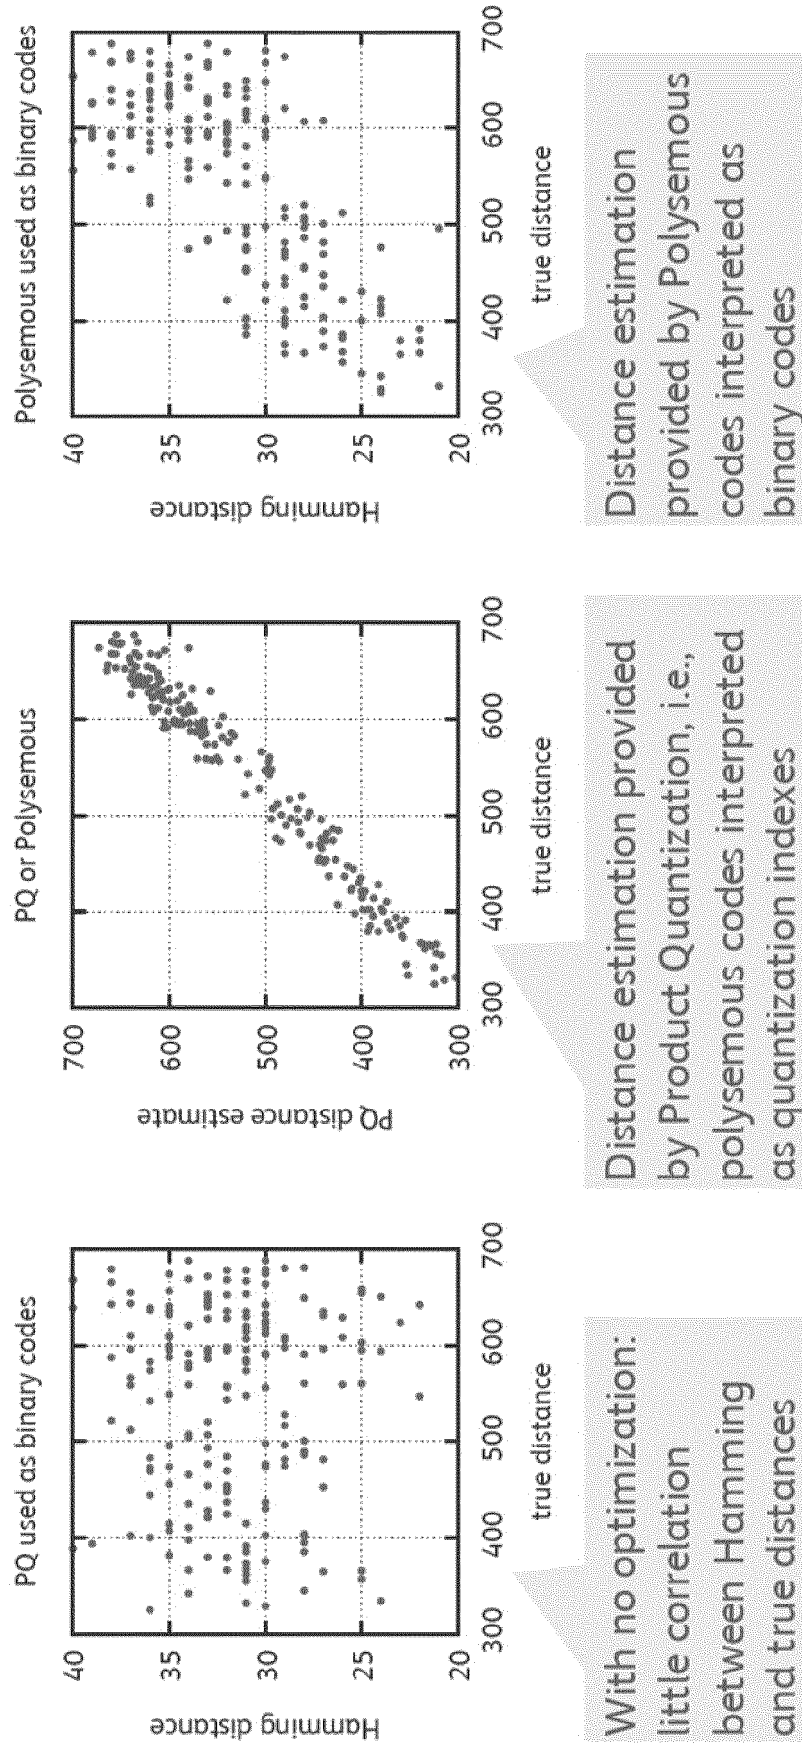 PQ used as binary codes
Hamming distance
40
35
30
25
20
300 400 500 600 700
true distance
With no optimization:
little correlation
between Hamming
and true distances
PQ or Polysemous
PQ distance estimate
700
600
500
400
300
300 400 500 600 700
true distance
Distance estimation provided
by Product Quantization, i.e.,
polysemous codes interpreted
as quantization indexes
Polysemous used as binary codes
Hamming distance
40
35
30
25
20
300 400 500 600 700
true distance
Distance estimation
provided by Polysemous
codes interpreted as
binary codes